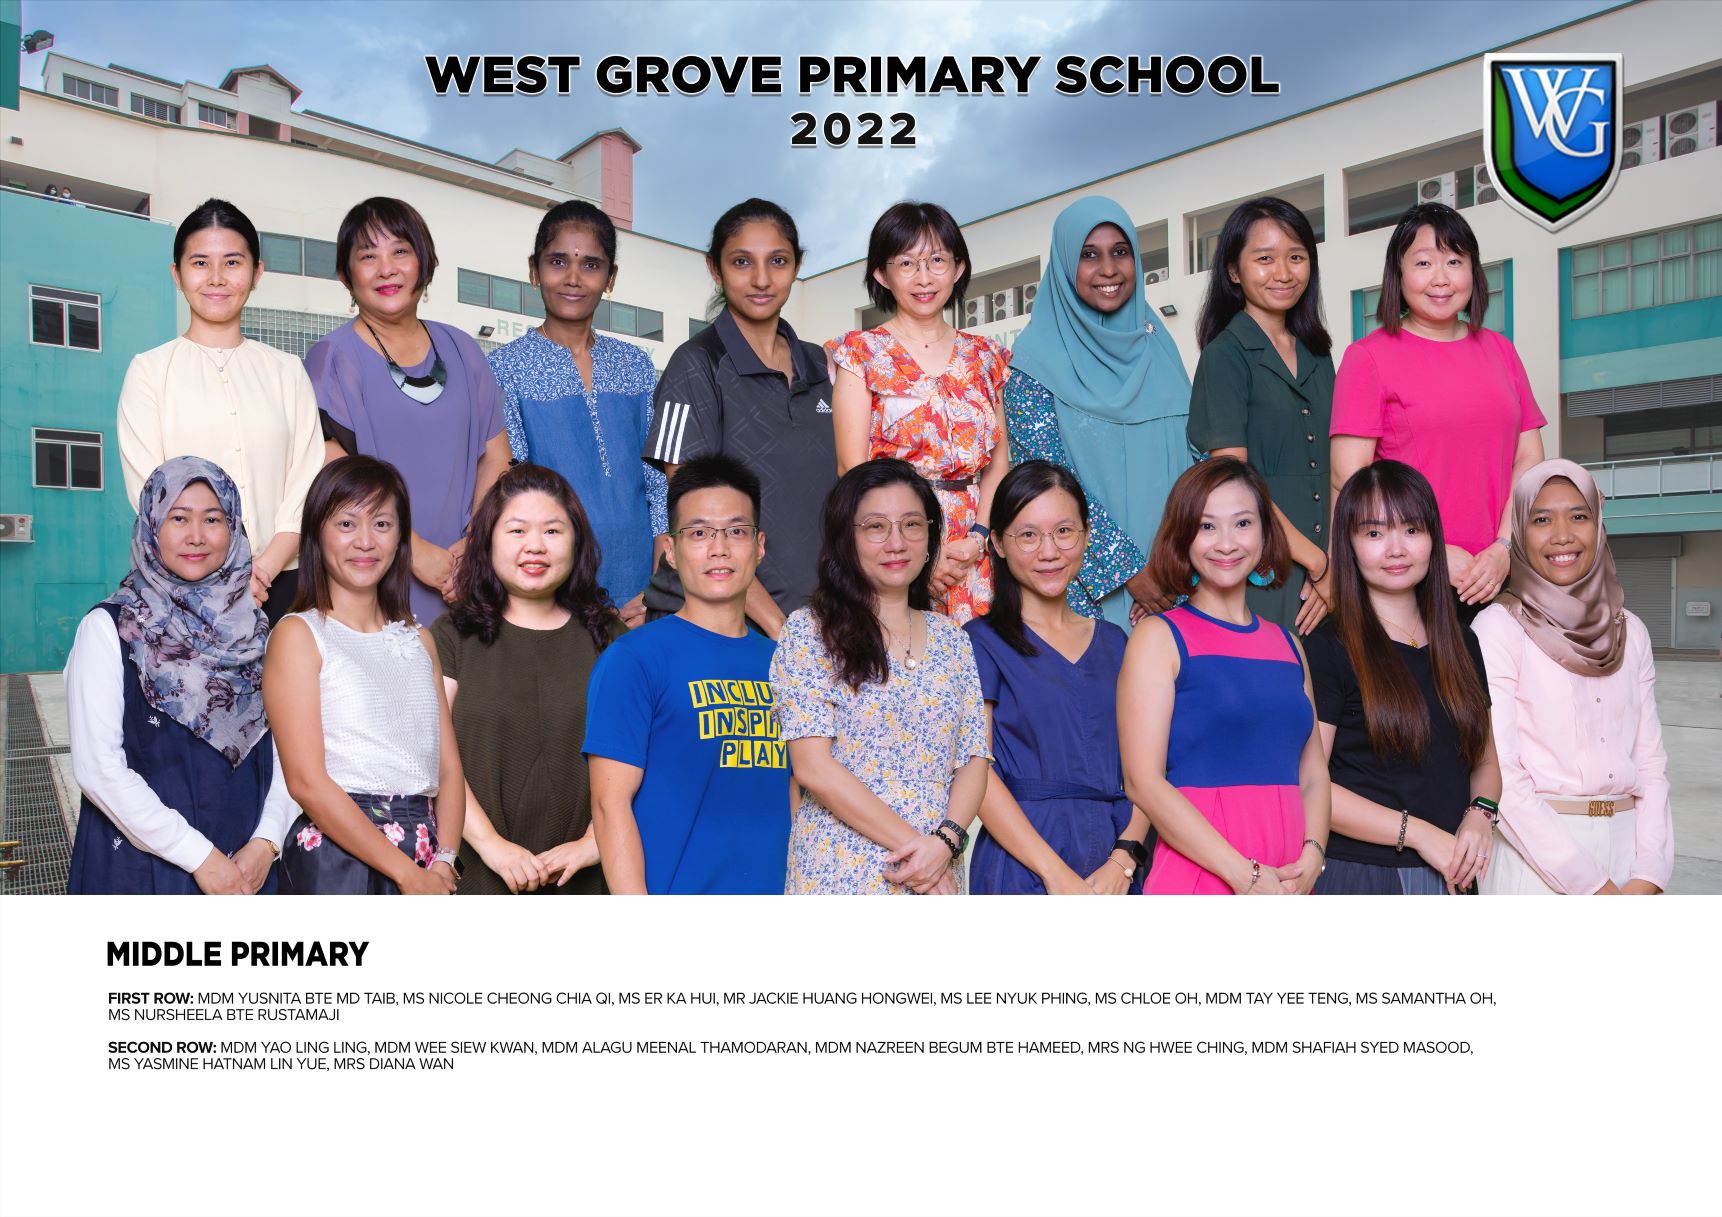 WEST GROVE PRIMARY SCHOOL
2022
WG
adidas
INCLU
INSPI
PLAY
GUESS
MIDDLE PRIMARY
FIRST ROW: MDM YUSNITA BTE MD TAIB, MS NICOLE CHEONG CHIA QI, MS ER KA HUI, MR JACKIE HUANG HONGWEI, MS LEE NYUK PHING, MS CHLOE OH, MDM TAY YEE TENG, MS SAMANTHA OH,
MS NURSHEELA BTE RUSTAMAJI
SECOND ROW: MDM YAO LING LING, MDM WEE SIEW KWAN, MDM ALAGU MEENAL THAMODARAN, MDM NAZREEN BEGUM BTE HAMEED, MRS NG HWEE CHING, MDM SHAFIAH SYED MASOOD,
MS YASMINE HATNAM LIN YUE, MRS DIANA WAN